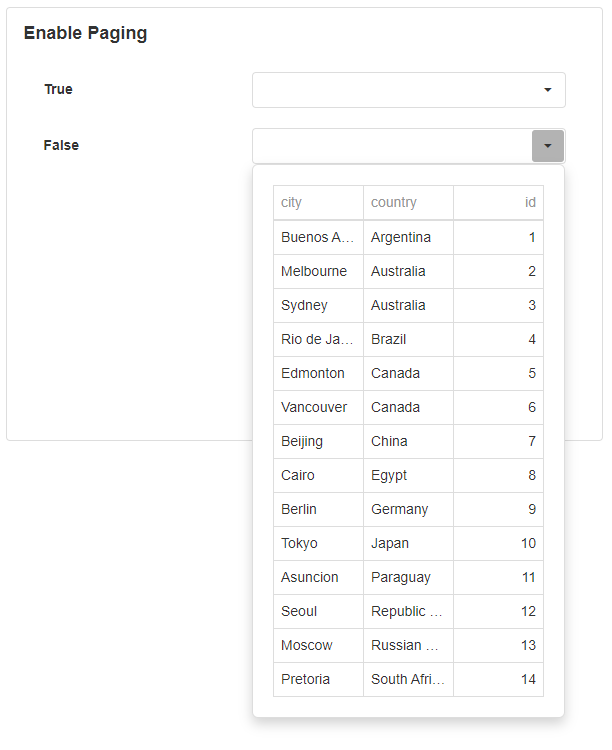 Enable Paging
True
False
city country id
Buenos A... Argentina 1
Melbourne Australia 2
Sydney Australia 3
Rio de Ja... Brazil 4
Edmonton Canada 5
Vancouver Canada 6
Beijing China 7
Cairo Egypt 8
Berlin Germany 9
Tokyo Japan 10
Asuncion Paraguay 11
Seoul Republic ... 12
Moscow Russian ... 13
Pretoria South Afri... 14